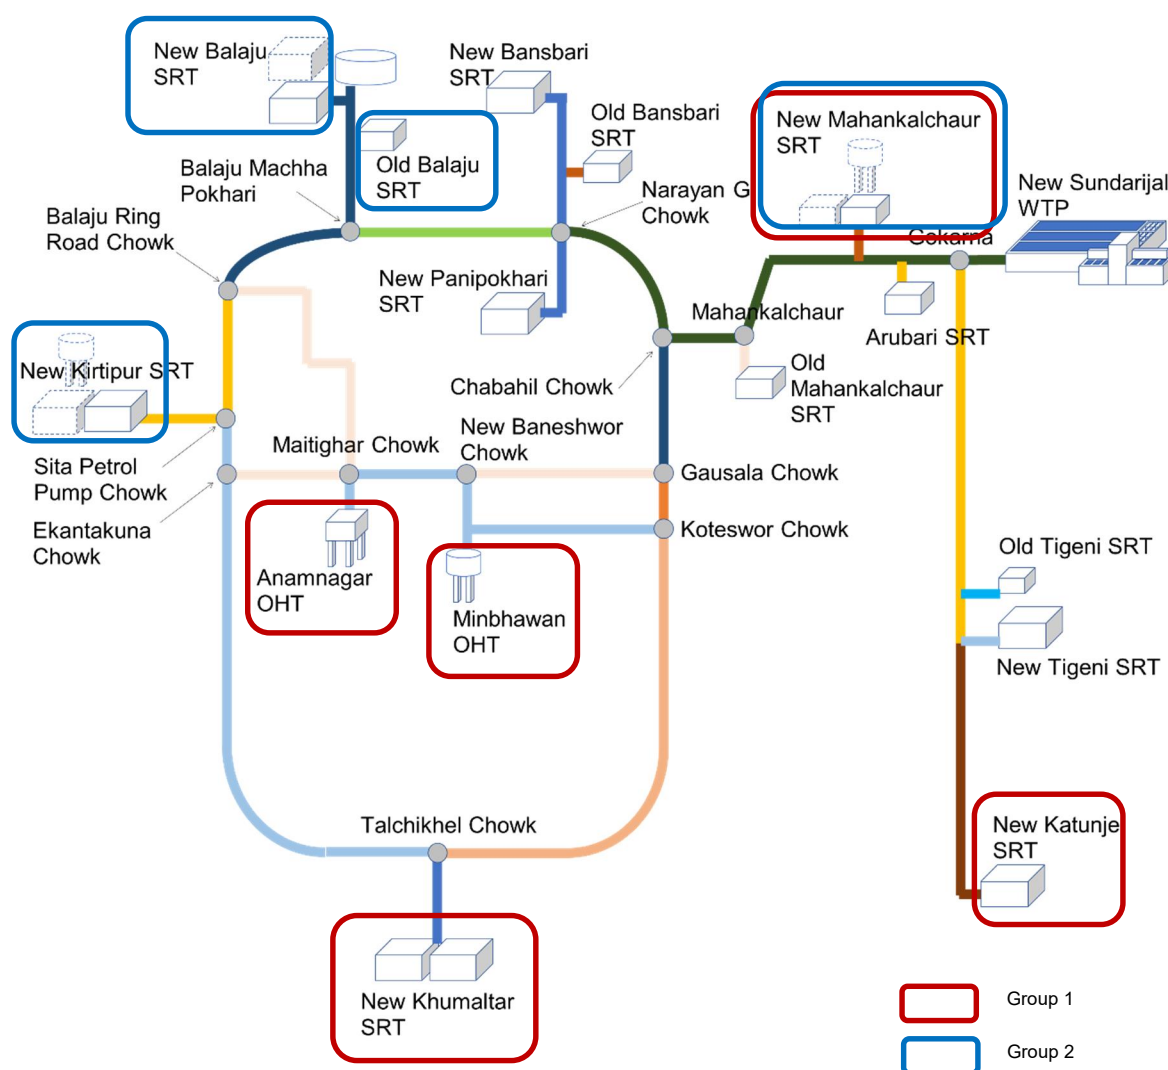 New Balaju
SRT
New Bansbari
SRT
Old Bansbari
SRT
New Mahankalchaur
SRT
Old Balaju
SRT
Balaju Machha
Pokhari
Narayan G
Chowk
New Sundarijal
WTP
Balaju Ring
Road Chowk
Gokarna
New Panipokhari
SRT
Mahankalchaur
Arubari SRT
New Kirtipur SRT
Chabahil Chowk
Old
Mahankalchaur
SRT
Maitighar Chowk
New Baneshwor
Chowk
Sita Petrol
Pump Chowk
Gausala Chowk
Ekantakuna
Chowk
Koteswor Chowk
Old Tigeni SRT
Anamnagar
OHT
Minbhawan
OHT
New Tigeni SRT
Talchikhel Chowk
New Katunje
SRT
New Khumaltar
SRT
Group 1
Group 2